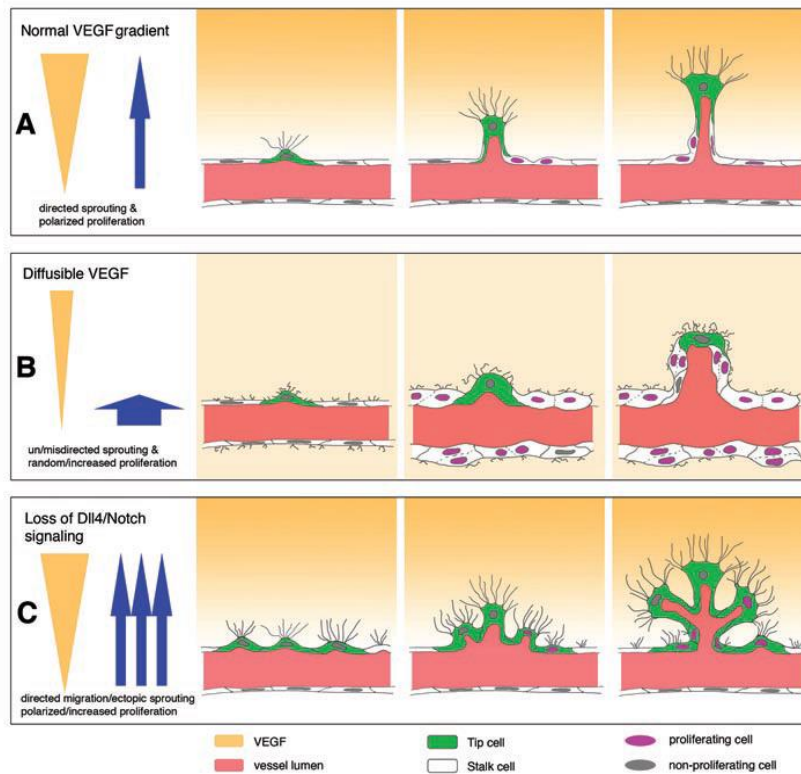 Normal VEGF gradient
A
directed sprouting &
polarized proliferation
Diffusible VEGF
B
un/misdirected sprouting &
random/increased proliferation
Loss of Dll4/Notch
signaling
C
directed migration/ectopic sprouting
polarized/increased proliferation
VEGF
Tip cell
proliferating cell
vessel lumen
Stalk cell
non-proliferating cell